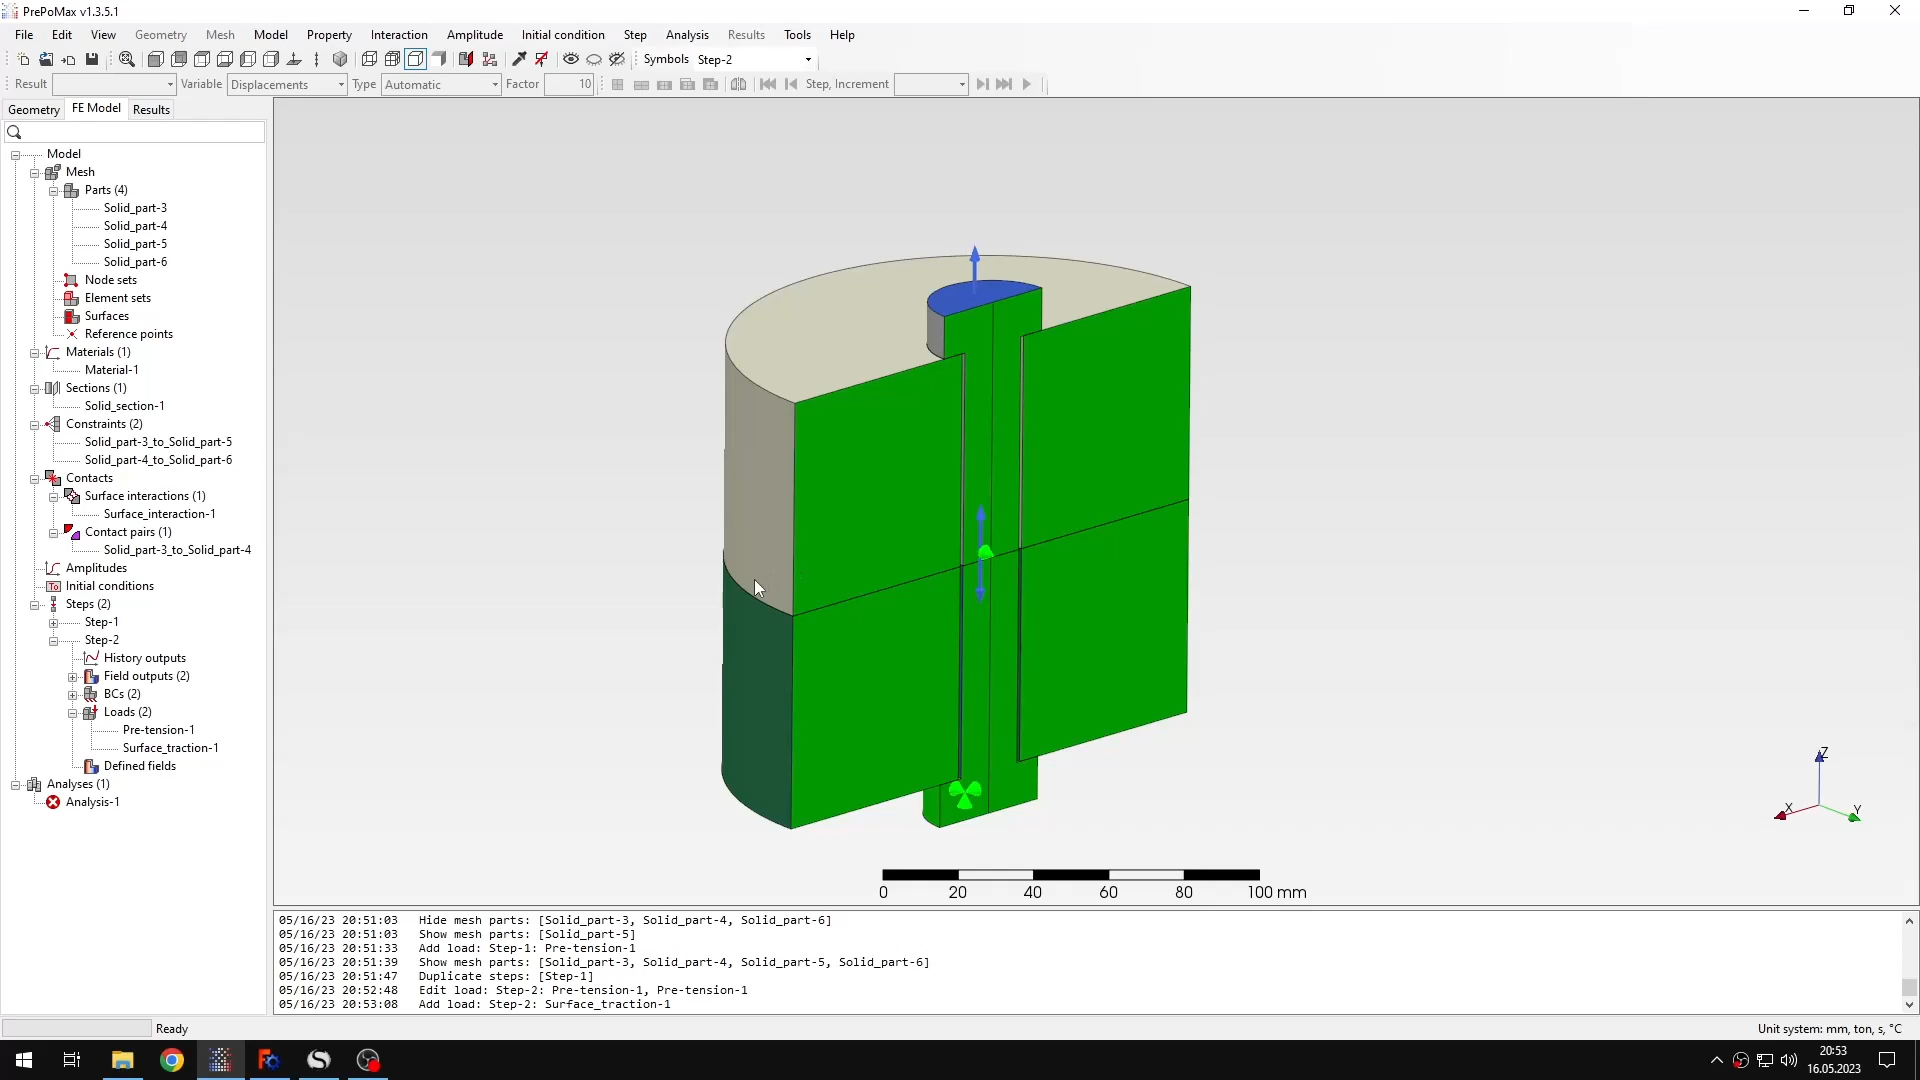 PrePoMax v1.3.5.1
File Edit View Geometry Mesh Model Property Interaction Amplitude Initial condition Step Analysis Results Tools Help
Symbols Step-2
Result Variable Displacements Type Automatic Factor 10 Step, Increment
Geometry FE Model Results
Model
Mesh
Parts (4)
Solid_part-3
Solid_part-4
Solid_part-5
Solid_part-6
Node sets
Element sets
Surfaces
Reference points
Materials (1)
Material-1
Sections (1)
Solid_section-1
Constraints (2)
Solid_part-3_to_Solid_part-5
Solid_part-4_to_Solid_part-6
Contacts
Surface interactions (1)
Surface_interaction-1
Contact pairs (1)
Solid_part-3_to_Solid_part-4
Amplitudes
Initial conditions
Steps (2)
Step-1
Step-2
History outputs
Field outputs (2)
BCs (2)
Loads (2)
Pre-tension-1
Surface_traction-1
Defined fields
Analyses (1)
Analysis-1
Z
X
Y
0 20 40 60 80 100 mm
05/16/23 20:51:03 Hide mesh parts: [Solid_part-3, Solid_part-4, Solid_part-6]
05/16/23 20:51:03 Show mesh parts: [Solid_part-5]
05/16/23 20:51:33 Add load: Step-1: Pre-tension-1
05/16/23 20:51:39 Show mesh parts: [Solid_part-3, Solid_part-4, Solid_part-5, Solid_part-6]
05/16/23 20:51:47 Duplicate steps: [Step-1]
05/16/23 20:52:48 Edit load: Step-2: Pre-tension-1, Pre-tension-1
05/16/23 20:53:08 Add load: Step-2: Surface_traction-1
Ready
Unit system: mm, ton, s, °C
20:53
16.05.2023